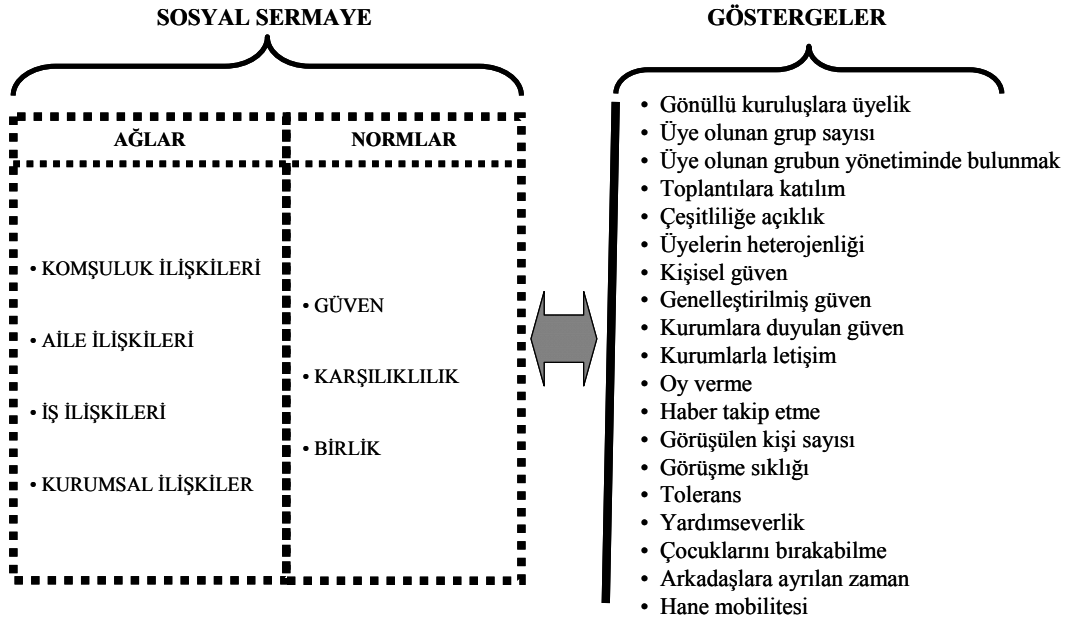 SOSYAL SERMAYE
AĞLAR
• KOMŞULUK İLİŞKİLERİ
• AİLE İLİŞKİLERİ
• İŞ İLİŞKİLERİ
• KURUMSAL İLİŞKİLER
NORMLAR
• GÜVEN
• KARŞILIKLILIK
• BİRLİK
GÖSTERGELER
• Gönüllü kuruluşlara üyelik
• Üye olunan grup sayısı
• Üye olunan grubun yönetiminde bulunmak
• Toplantılara katılım
• Çeşitliliğe açıklık
• Üyelerin heterojenliği
• Kişisel güven
• Genelleştirilmiş güven
• Kurumlara duyulan güven
• Kurumlarla letişim
• Oy verme
• Haber takip etme
• Görüşülen kişi sayısı
• Görüşme sıklığı
• Tolerans
• Yardımseverlik
• Çocuklarını bırakabilme
• Arkadaşlara ayrılan zaman
• Hane mobilitesi